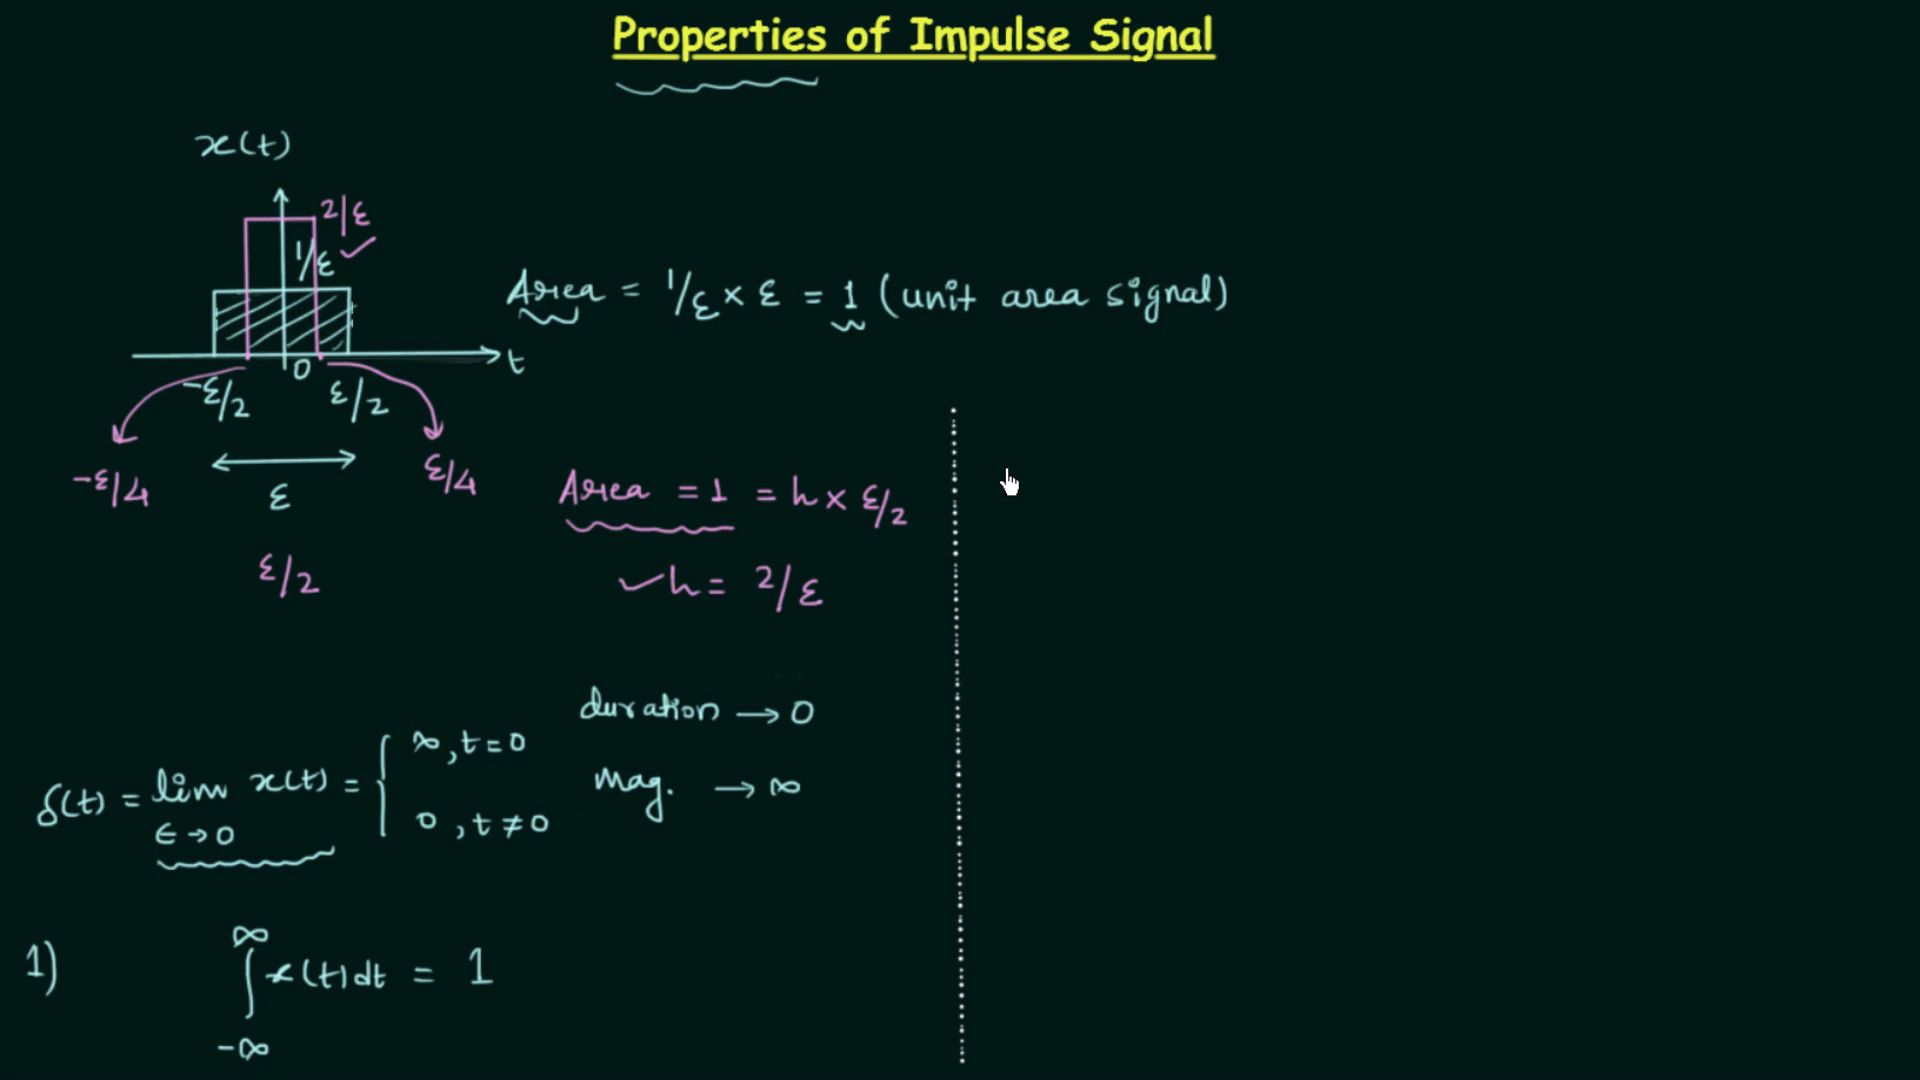 Properties of Impulse Signal
x(t)
2/ε
1/ε
Area = 1/ε × ε = 1 (unit area signal)
t
0
-ε/2 ε/2
-ε/4 ε/4
ε
ε/2
Area = 1 = h × ε/2
h = 2/ε
duration → 0
mag. → ∞
δ(t) = lim x(t) = { ∞, t = 0
ϵ → 0 0, t ≠ 0
1) ∫ x(t) dt = 1
∞
-∞